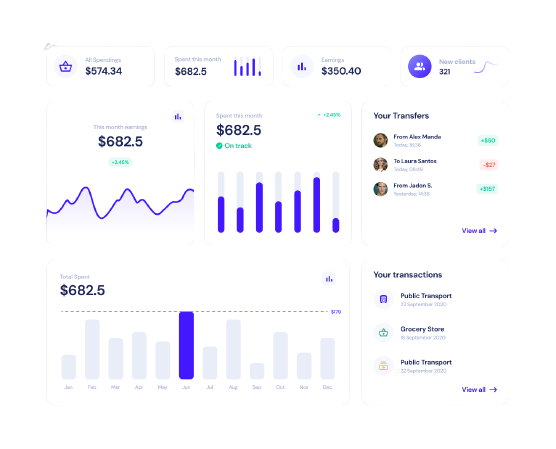 All Spendings
$574.34
Spent this month
$682.5
Earnings
$350.40
New clients
321
This month earnings
$682.5
+2.45%
Spent this month
+2.45%
$682.5
On track
Your Transfers
From Alex Manda
Today, 16:36
+$50
To Laura Santos
Today, 08:49
-$27
From Jadon S.
Yesterday, 14:36
+$157
View all
Total Spent
$682.5
$179
Jan
Feb
Mar
Apr
May
Jun
Jul
Aug
Sep
Oct
Nov
Dec
Your transactions
Public Transport
22 September 2020
Grocery Store
18 September 2020
Public Transport
22 September 2020
View all